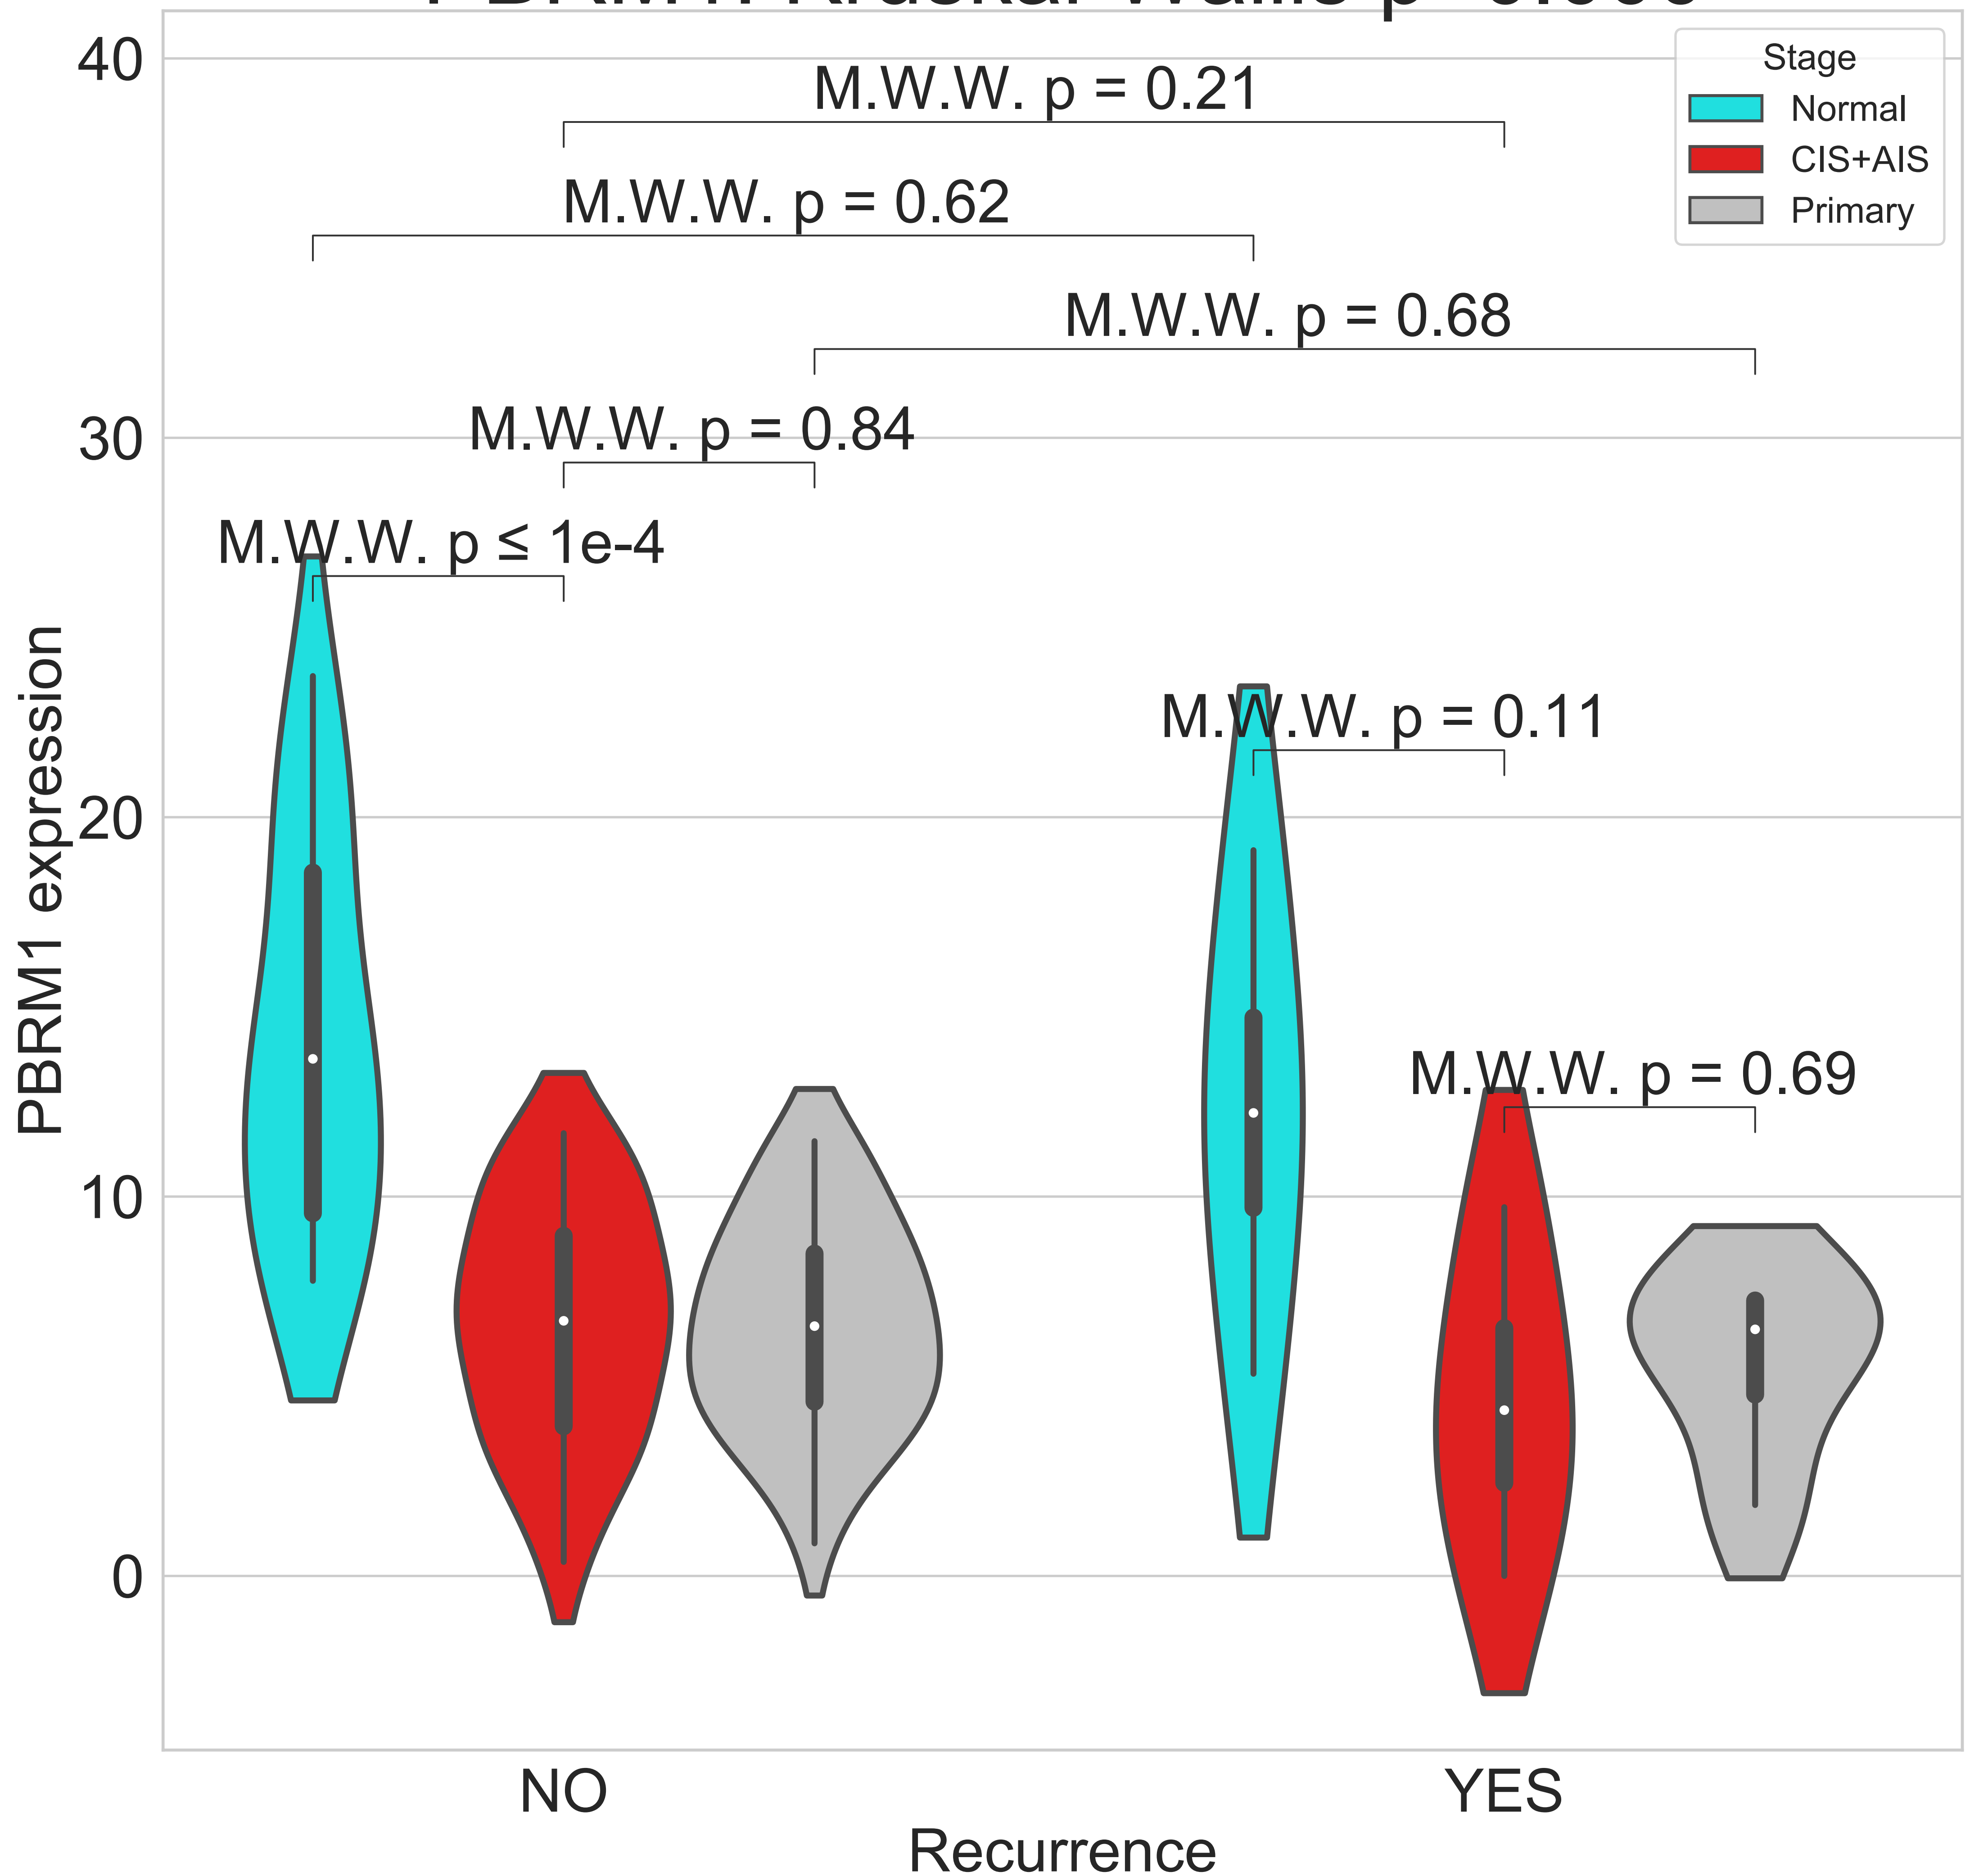 Stage
Normal
CIS+AIS
Primary
40
30
20
10
0
PBRM1 expression
M.W.W. p = 0.21
M.W.W. p = 0.62
M.W.W. p = 0.68
M.W.W. p = 0.84
M.W.W. p ≤ 1e-4
M.W.W. p = 0.11
M.W.W. p = 0.69
NO
YES
Recurrence